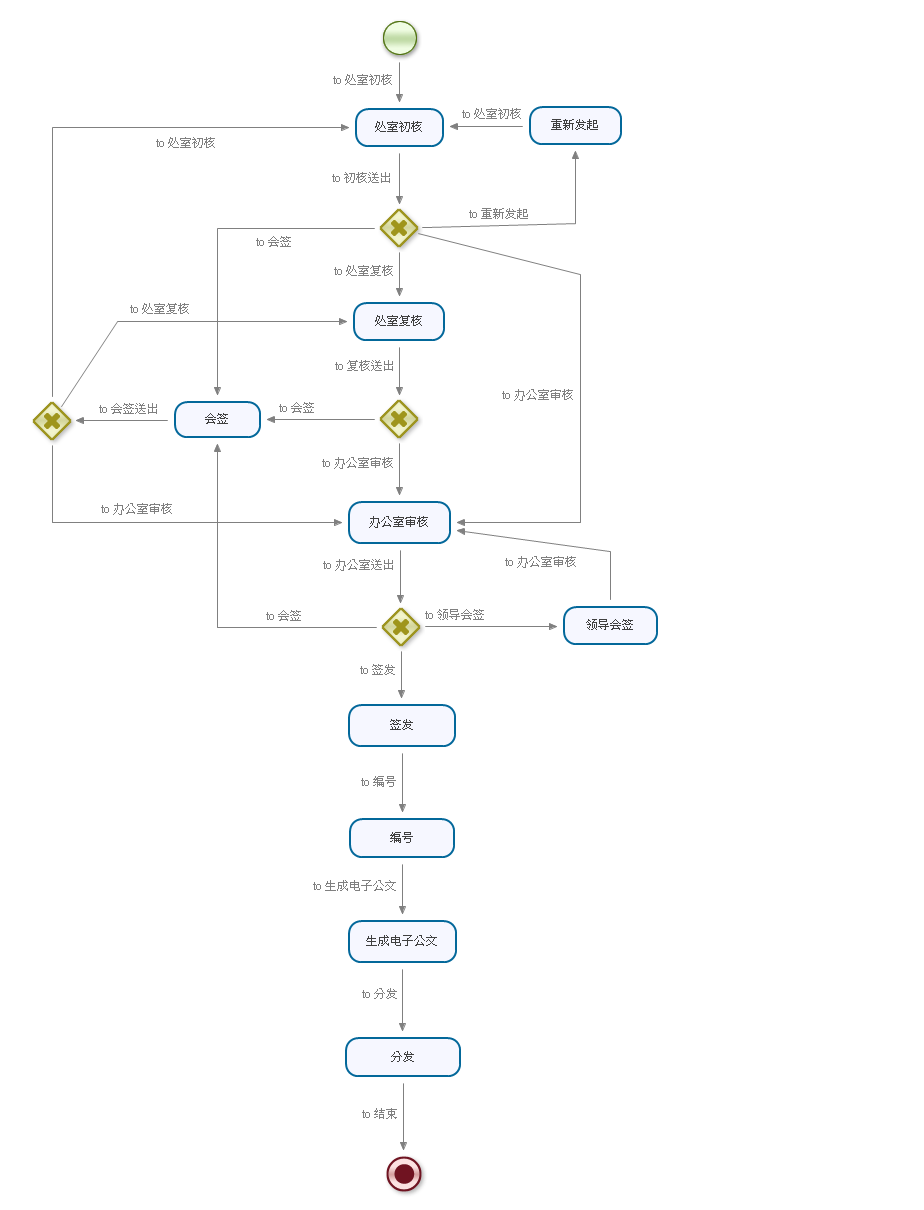 to 处室初核
处室初核
to 处室初核
重新发起
to 处室初核
to 初核送出
to 重新发起
to 会签
to 处室复核
to 处室复核
处室复核
to 复核送出
to 办公室审核
to 会签送出
会签
to 会签
to 办公室审核
to 办公室审核
办公室审核
to 办公室送出
to 办公室审核
to 会签
to 领导会签
领导会签
to 签发
签发
to 编号
编号
to 生成电子公文
生成电子公文
to 分发
分发
to 结束